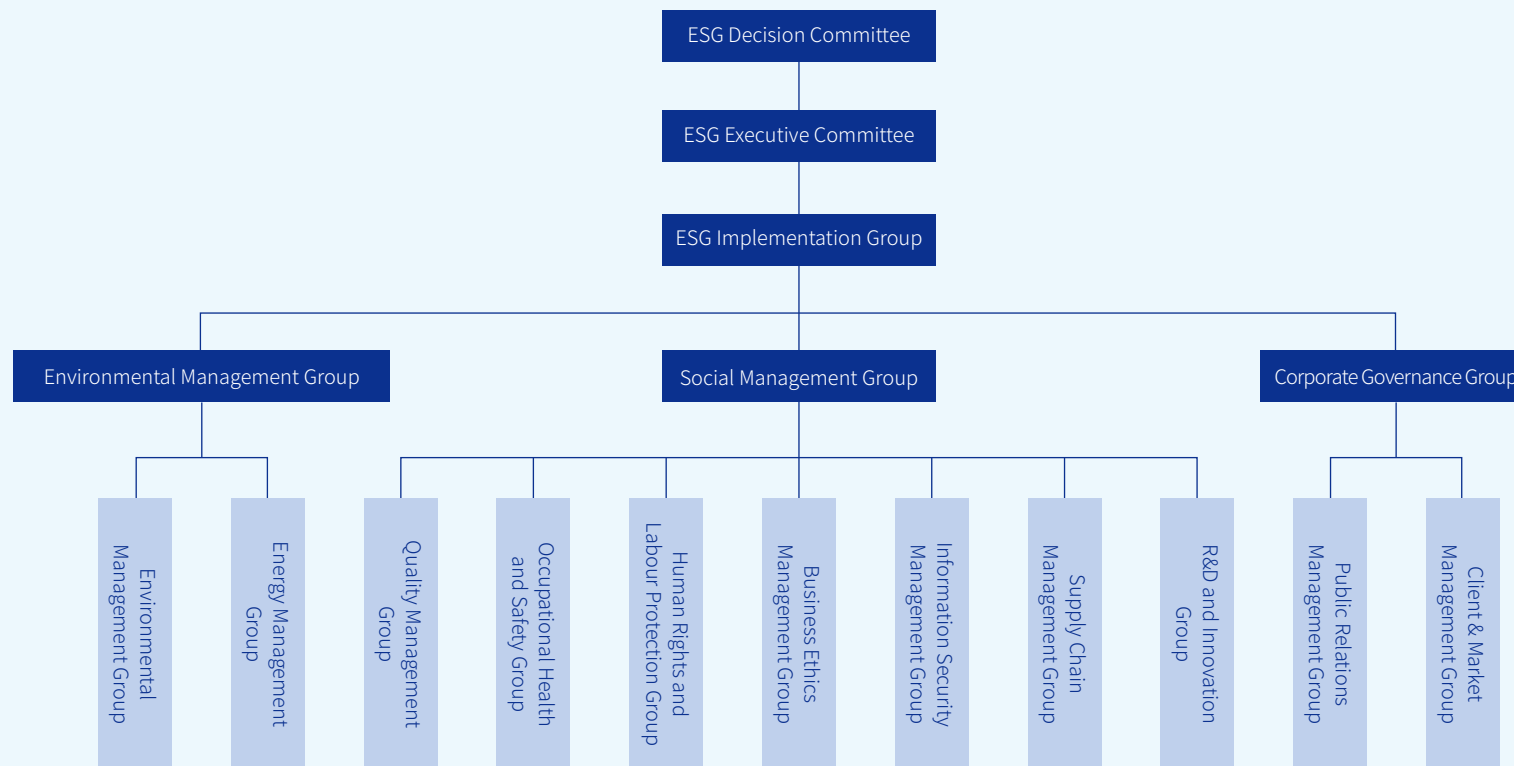 ESG Decision Committee
ESG Executive Committee
ESG Implementation Group
Environmental Management Group
Social Management Group
Corporate Governance Group
Environmental
Management Group
Energy Management
Group
Quality Management
Group
Occupational Health
and Safety Group
Human Rights and
Labour Protection Group
Business Ethics
Management Group
Information Security
Management Group
Supply Chain
Management Group
R&D and Innovation
Group
Public Relations
Management Group
Client & Market
Management Group